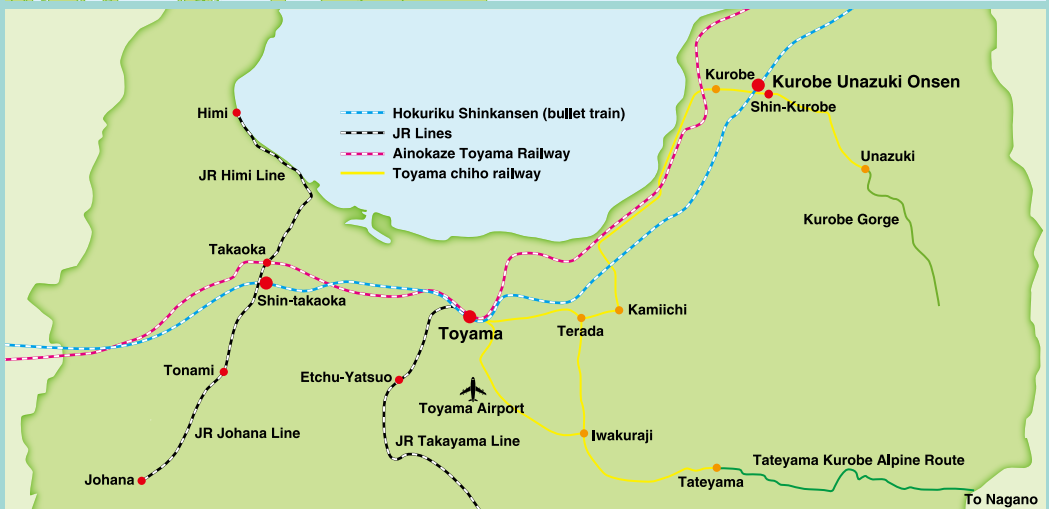 Kurobe
Kurobe Unazuki Onsen
Shin-Kurobe
Himi
Hokuriku Shinkansen (bullet train)
JR Lines
Ainokaze Toyama Railway
Toyama chiho railway
Unazuki
JR Himi Line
Kurobe Gorge
Takaoka
Shin-takaoka
Kamiichi
Toyama
Terada
Tonami
Etchu-Yatsuo
Toyama Airport
JR Johana Line
JR Takayama Line
Iwakuraji
Tateyama Kurobe Alpine Route
Johana
Tateyama
To Nagano